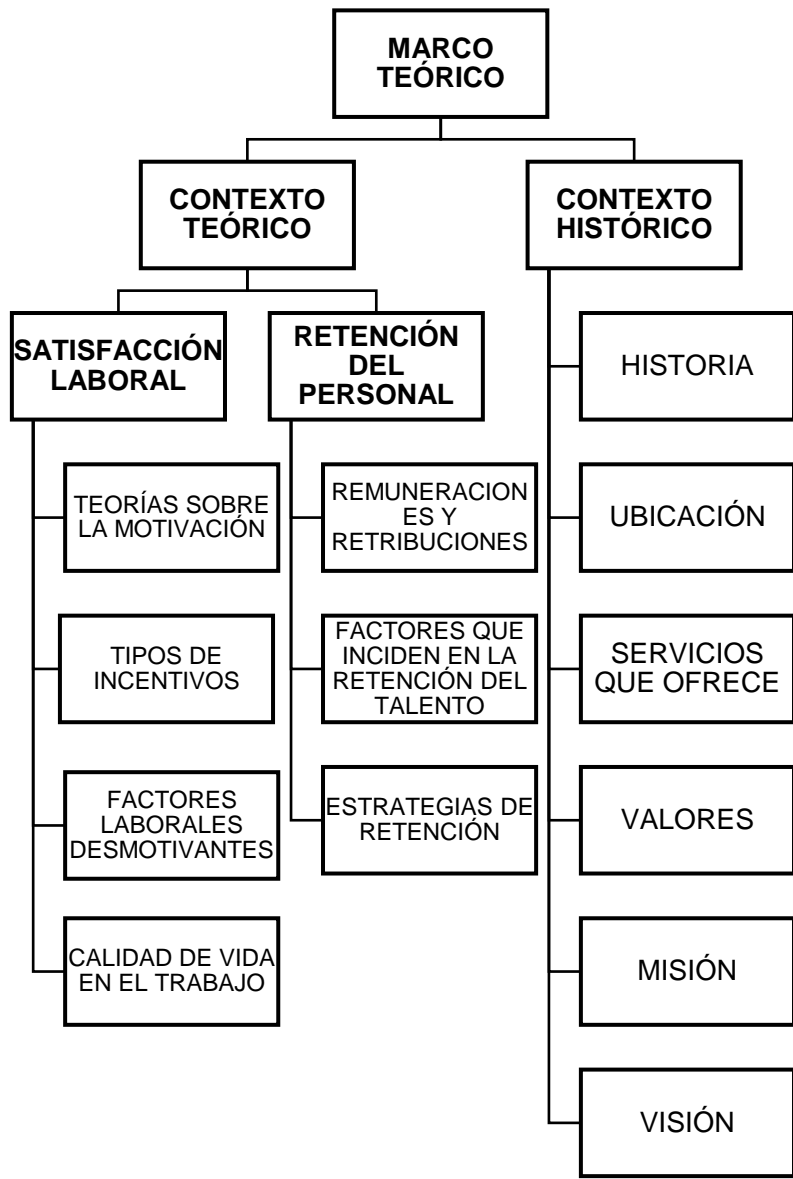 MARCO
TEÓRICO
CONTEXTO
TEÓRICO
CONTEXTO
HISTÓRICO
SATISFACCIÓN
LABORAL
RETENCIÓN
DEL
PERSONAL
TEORÍAS SOBRE
LA MOTIVACIÓN
TIPOS DE
INCENTIVOS
FACTORES
LABORALES
DESMOTIVANTES
CALIDAD DE VIDA
EN EL TRABAJO
REMUNERACION
ES Y
RETRIBUCIONES
FACTORES QUE
INCIDEN EN LA
RETENCIÓN DEL
TALENTO
ESTRATEGIAS DE
RETENCIÓN
HISTORIA
UBICACIÓN
SERVICIOS
QUE OFRECE
VALORES
MISIÓN
VISIÓN